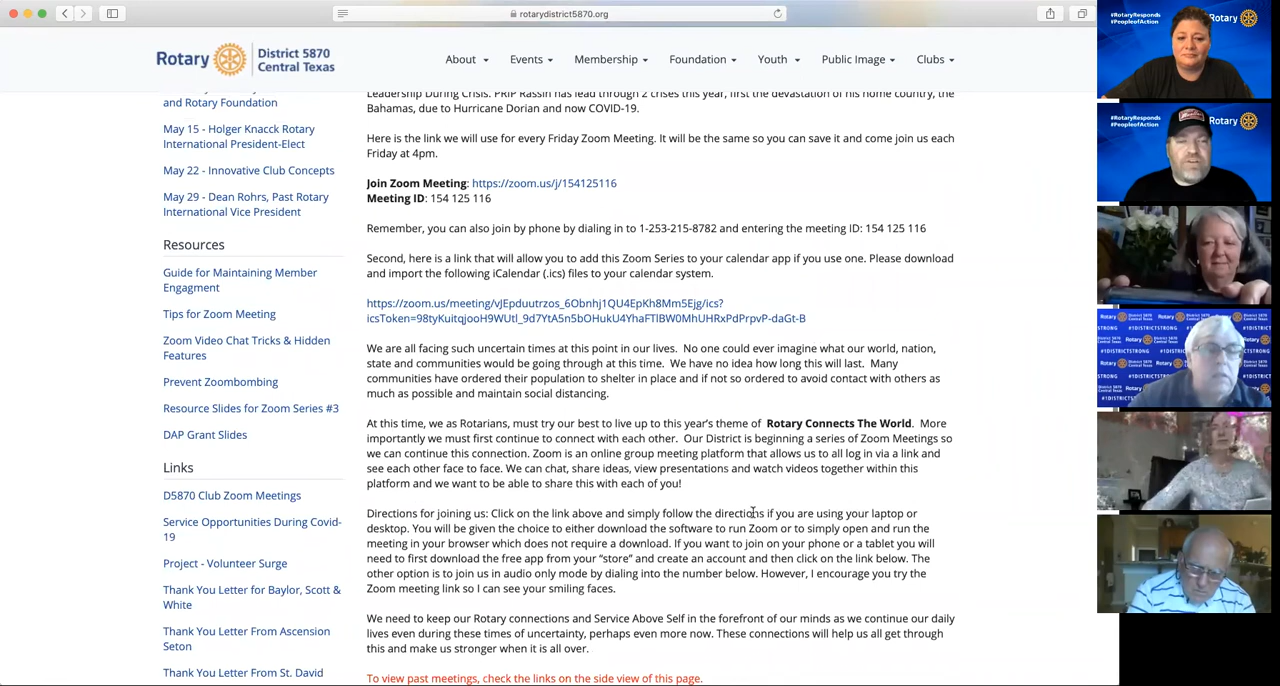 rotarydistrict5870.org
Rotary
District 5870
Central Texas
About
Events
Membership
Foundation
Youth
Public Image
Clubs
and Rotary Foundation
May 15 - Holger Knacck Rotary
International President-Elect
May 22 - Innovative Club Concepts
May 29 - Dean Rohrs, Past Rotary
International Vice President
Resources
Guide for Maintaining Member
Engagment
Tips for Zoom Meeting
Zoom Video Chat Tricks & Hidden
Features
Prevent Zoombombing
Resource Slides for Zoom Series #3
DAP Grant Slides
Links
D5870 Club Zoom Meetings
Service Opportunities During Covid-
19
Project - Volunteer Surge
Thank You Letter for Baylor, Scott &
White
Thank You Letter From Ascension
Seton
Thank You Letter From St. David
Leadership During Crisis. PRIP Rassin has lead through 2 crises this year, first the devastation of his home country, the
Bahamas, due to Hurricane Dorian and now COVID-19.
Here is the link we will use for every Friday Zoom Meeting. It will be the same so you can save it and come join us each
Friday at 4pm.
Join Zoom Meeting: https://zoom.us/j/154125116
Meeting ID: 154 125 116
Remember, you can also join by phone by dialing in to 1-253-215-8782 and entering the meeting ID: 154 125 116
Second, here is a link that will allow you to add this Zoom Series to your calendar app if you use one. Please download
and import the following iCalendar (.ics) files to your calendar system.
https://zoom.us/meeting/vJEpduutrzos_6Obnhj1QU4EpKh8Mm5Ejg/ics?
icsToken=98tyKuitqjooH9WUtl_9d7YtA5n5bOHukU4YhaFTlBW0MhUHRxPdPrpvP-daGt-B
We are all facing such uncertain times at this point in our lives.  No one could ever imagine what our world, nation,
state and communities would be going through at this time.  We have no idea how long this will last.  Many
communities have ordered their population to shelter in place and if not so ordered to avoid contact with others as
much as possible and maintain social distancing.
At this time, we as Rotarians, must try our best to live up to this year's theme of  Rotary Connects The World.  More
importantly we must first continue to connect with each other.  Our District is beginning a series of Zoom Meetings so
we can continue this connection. Zoom is an online group meeting platform that allows us to all log in via a link and
see each other face to face. We can chat, share ideas, view presentations and watch videos together within this
platform and we want to be able to share this with each of you!
Directions for joining us: Click on the link above and simply follow the directions if you are using your laptop or
desktop. You will be given the choice to either download the software to run Zoom or to simply open and run the
meeting in your browser which does not require a download. If you want to join on your phone or a tablet you will
need to first download the free app from your “store” and create an account and then click on the link below. The
other option is to join us in audio only mode by dialing into the number below. However, I encourage you try the
Zoom meeting link so I can see your smiling faces.
We need to keep our Rotary connections and Service Above Self in the forefront of our minds as we continue our daily
lives even during these times of uncertainty, perhaps even more now. These connections will help us all get through
this and make us stronger when it is all over.
To view past meetings, check the links on the side view of this page.
#RotaryResponds
#PeopleofAction
Rotary
#RotaryResponds
#PeopleofAction
Rotary